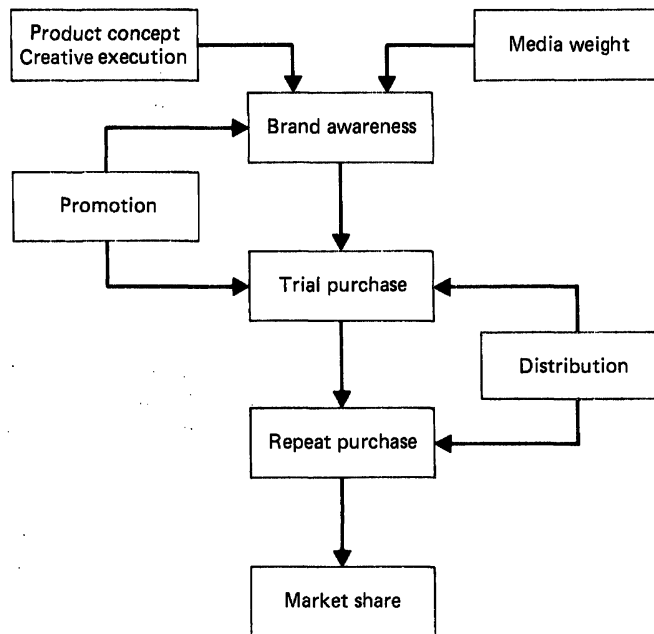 Product concept
Creative execution
Media weight
Brand awareness
Promotion
Trial purchase
Distribution
Repeat purchase
Market share